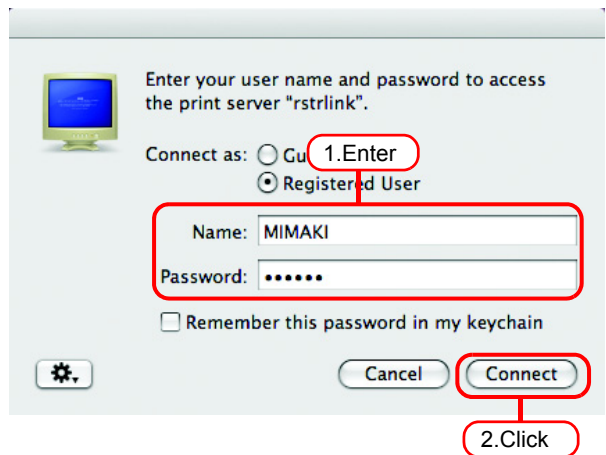 Enter your user name and password to access
the print server "rstrlink".
Connect as: Gu
1.Enter
Registered User
Name: MIMAKI
Password: ••••••
Remember this password in my keychain
Cancel Connect
2.Click